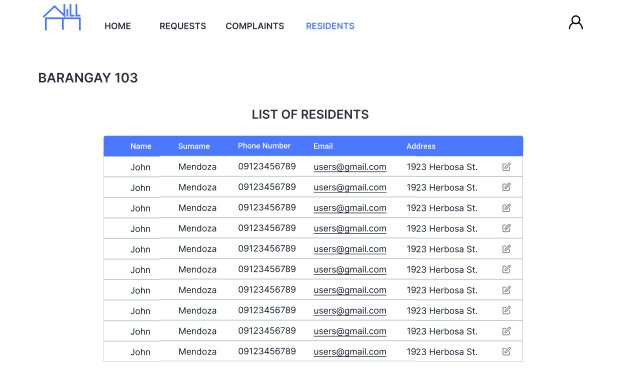 HOME REQUESTS COMPLAINTS RESIDENTS
BARANGAY 103
LIST OF RESIDENTS
Name Surname Phone Number Email Address
John Mendoza 09123456789 users@gmail.com 1923 Herbosa St.
John Mendoza 09123456789 users@gmail.com 1923 Herbosa St.
John Mendoza 09123456789 users@gmail.com 1923 Herbosa St.
John Mendoza 09123456789 users@gmail.com 1923 Herbosa St.
John Mendoza 09123456789 users@gmail.com 1923 Herbosa St.
John Mendoza 09123456789 users@gmail.com 1923 Herbosa St.
John Mendoza 09123456789 users@gmail.com 1923 Herbosa St.
John Mendoza 09123456789 users@gmail.com 1923 Herbosa St.
John Mendoza 09123456789 users@gmail.com 1923 Herbosa St.
John Mendoza 09123456789 users@gmail.com 1923 Herbosa St.